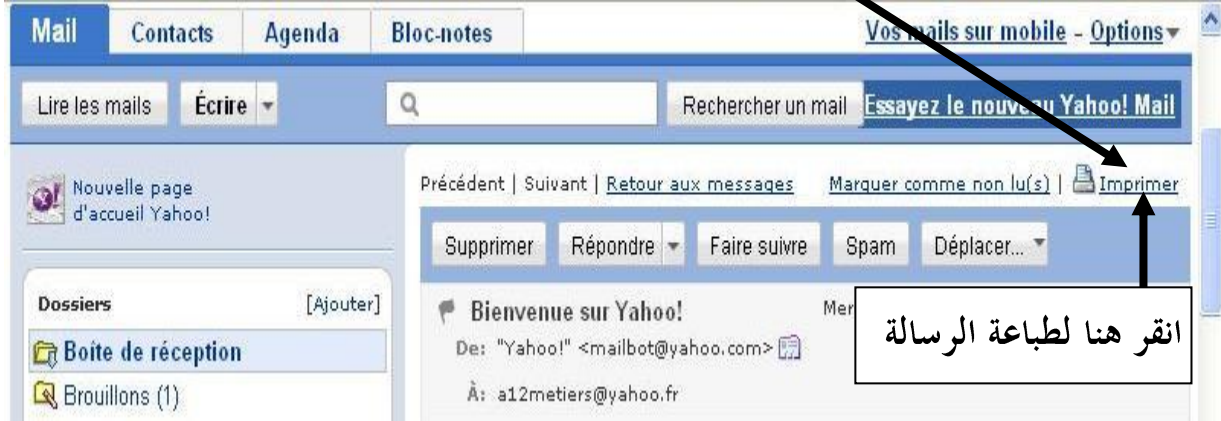 Mail Contacts Agenda Bloc-notes Vos mails sur mobile - Options
Lire les mails Écrire Rechercher un mail Essayez le nouveau Yahoo! Mail
Nouvelle page
d'accueil Yahoo!
Précédent | Suivant | Retour aux messages Marquer comme non lu(s) | Imprimer
Supprimer Répondre Faire suivre Spam Déplacer...
Dossiers [Ajouter]
Boîte de réception
Brouillons (1)
Bienvenue sur Yahoo!
De: "Yahoo!" <mailbot@yahoo.com>
À: a12metiers@yahoo.fr
انقر هنا لطباعة الرسالة